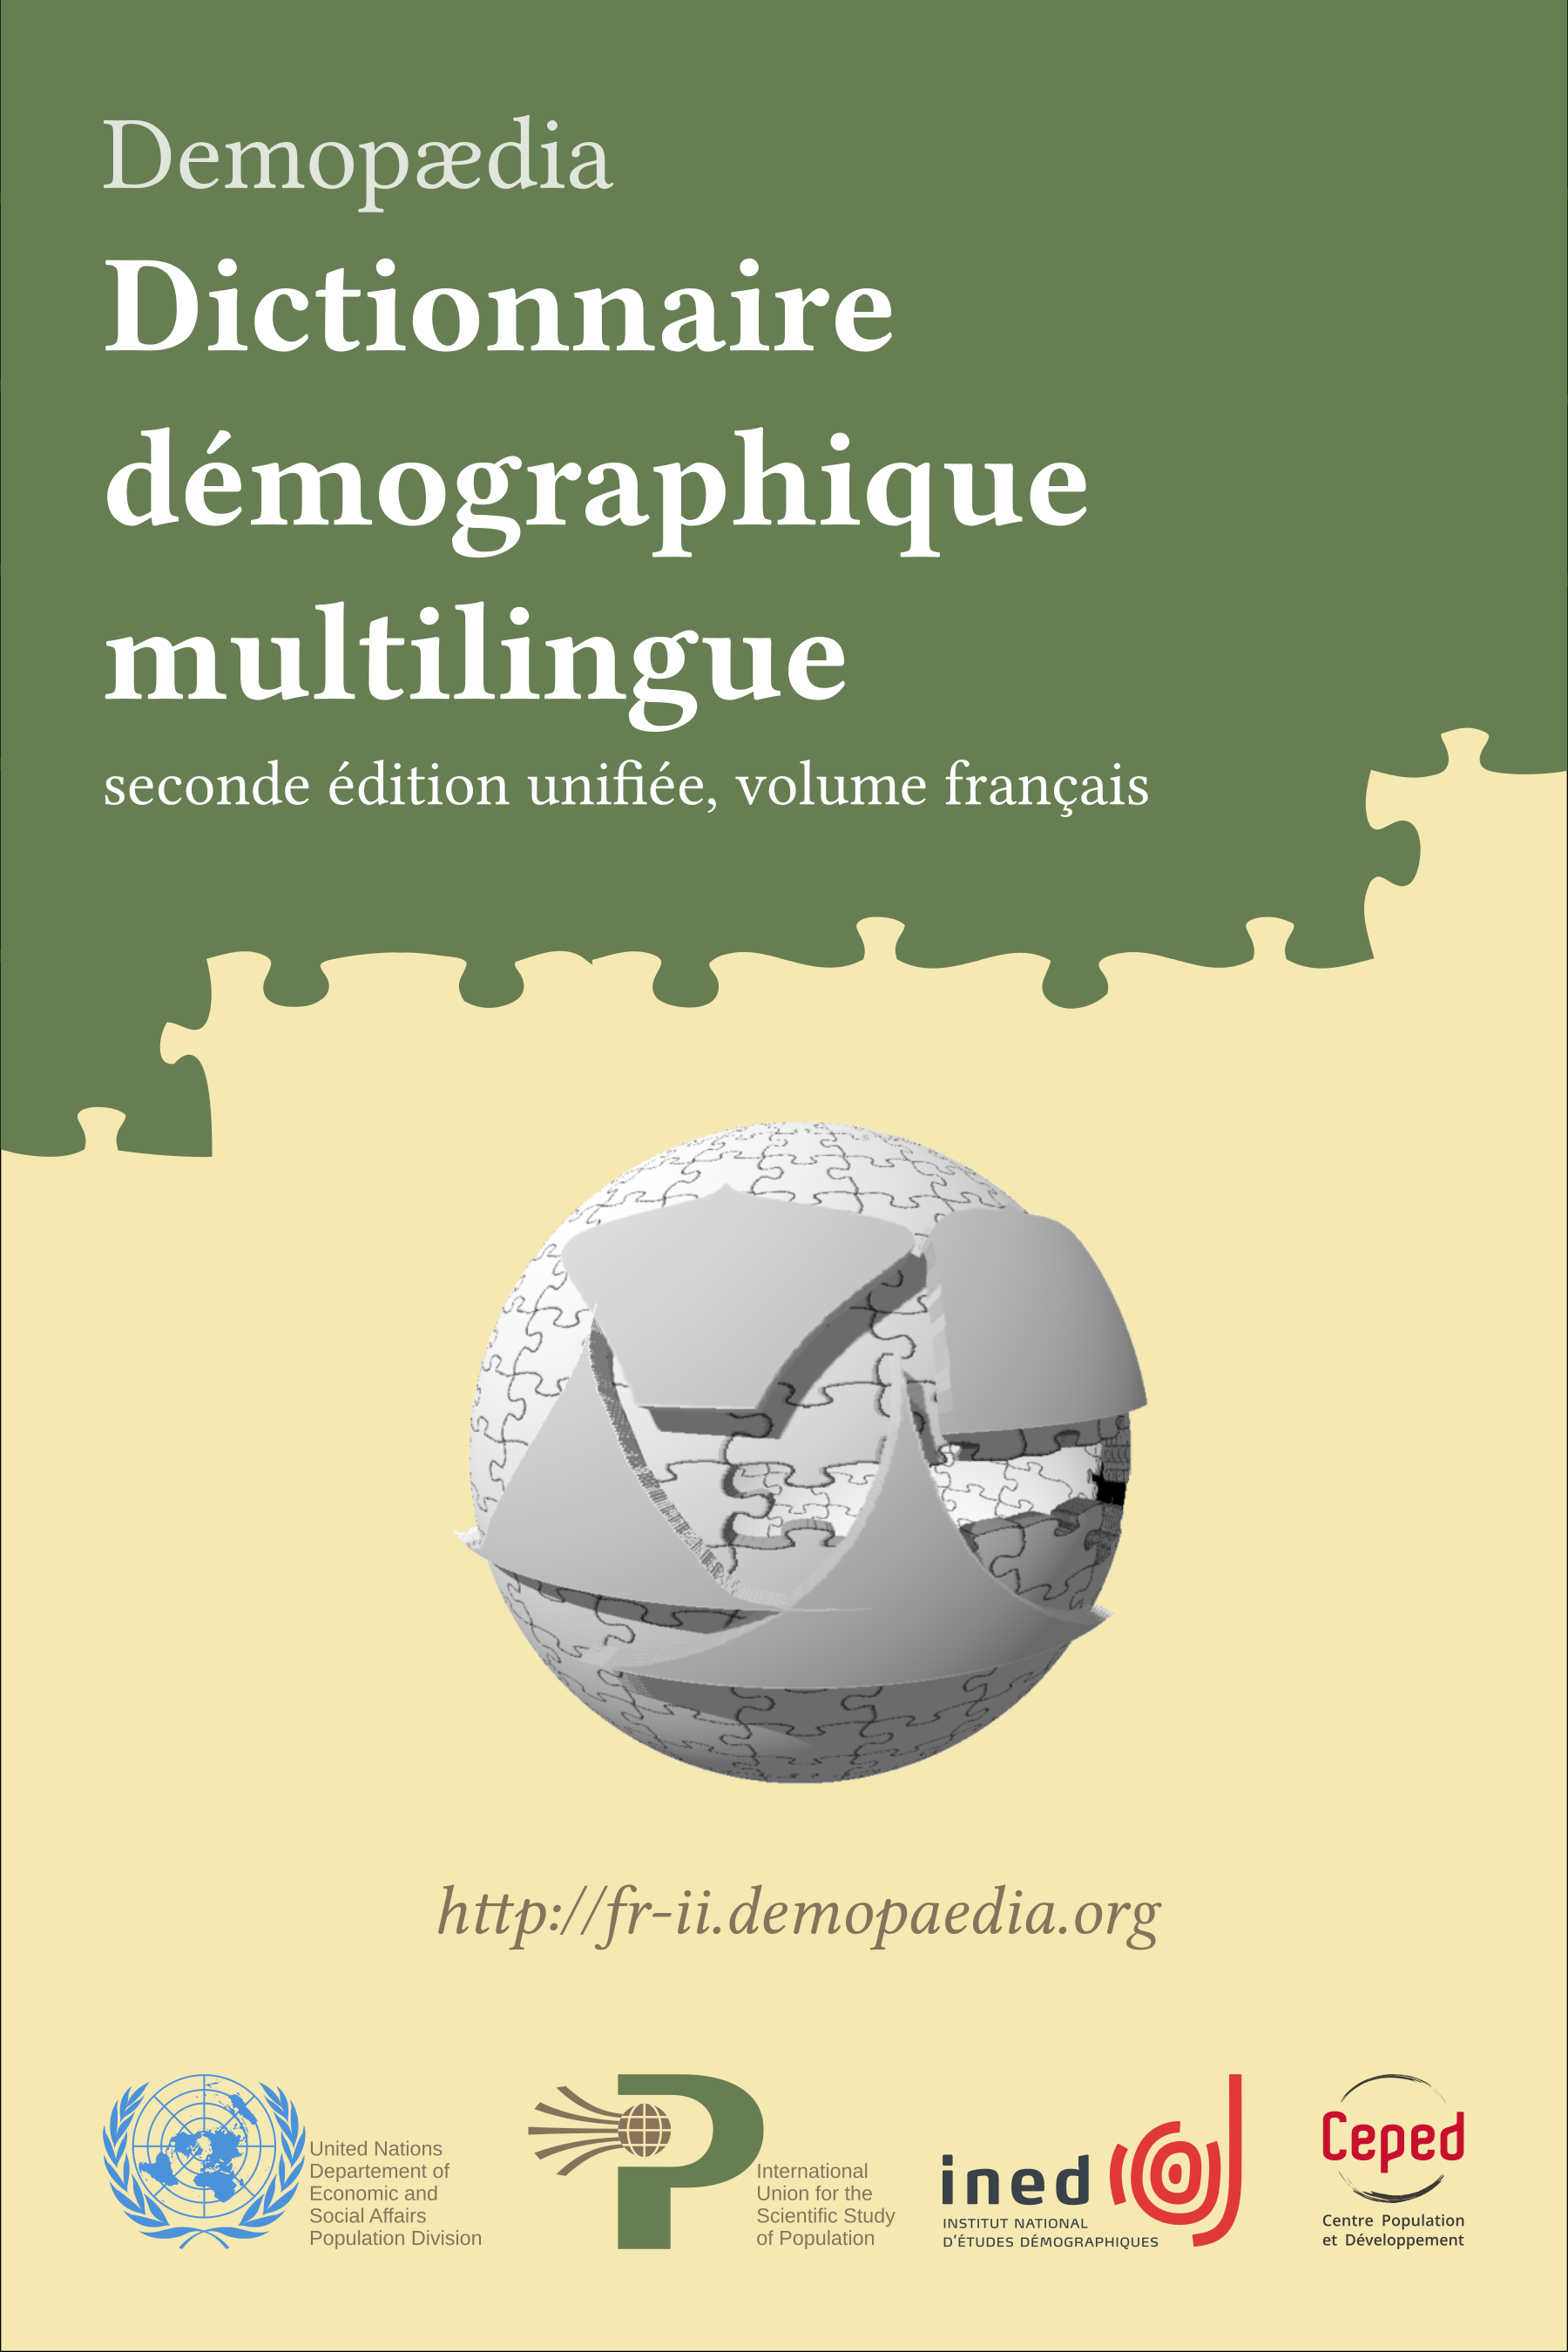 Demopædia
Dictionnaire
démographique
multilingue
seconde édition unifiée, volume français
http://fr-ii.demopaedia.org
United Nations
Departement of
Economic and
Social Affairs
Population Division
International
Union for the
Scientific Study
of Population
ined
INSTITUT NATIONAL
D'ÉTUDES DÉMOGRAPHIQUES
Ceped
Centre Population
et Développement